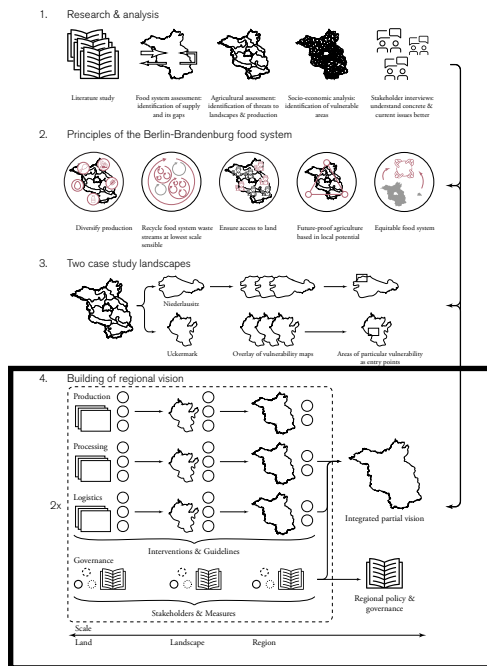 1. Research & analysis
Literature study
Food system assessment:
identification of supply
and its gaps
Agricultural assessment:
identification of threats to
landscapes & production
Socio-economic analysis:
identification of vulnerable
areas
Stakeholder interviews:
understand concrete &
current issues better
2. Principles of the Berlin-Brandenburg food system
Diversify production
Recycle food system waste
streams at lowest scale
sensible
Ensure access to land
Future-proof agriculture
based in local potential
Equitable food system
3. Two case study landscapes
Niederlausitz
Uckermark
Overlay of vulnerability maps
Areas of particular vulnerability
as entry points
4. Building of regional vision
Production
Processing
2x
Logistics
Integrated partial vision
Interventions & Guidelines
Governance
Stakeholders & Measures
Regional policy &
governance
Scale
Land
Landscape
Region